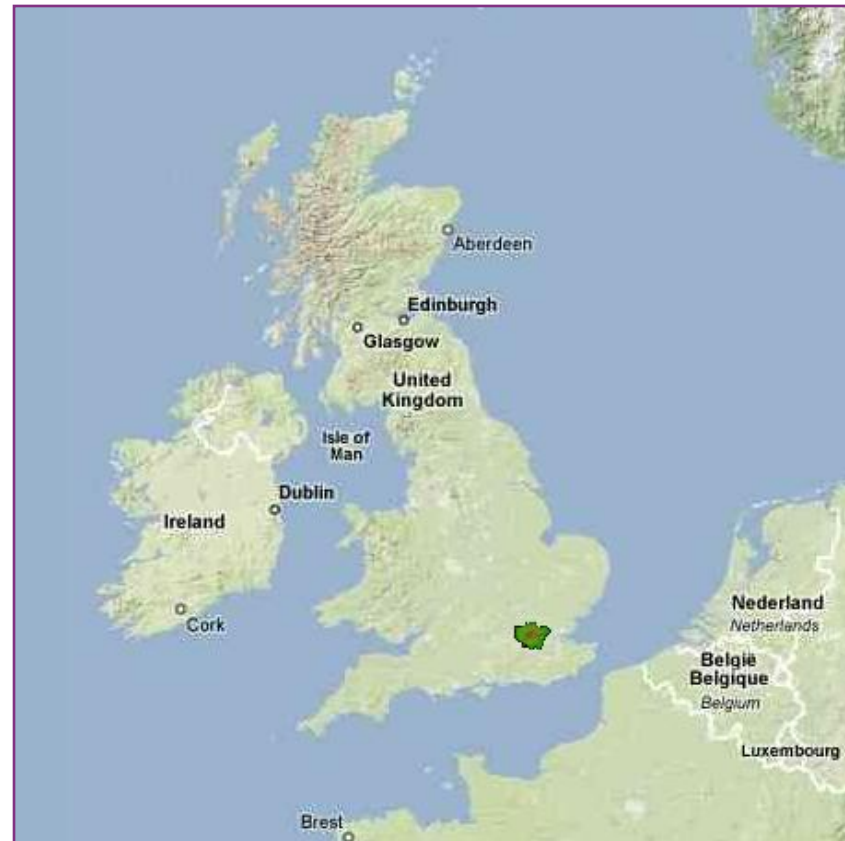 Aberdeen
Edinburgh
Glasgow
United
Kingdom
Isle of
Man
Dublin
Ireland
Cork
Nederland
Netherlands
België
Belgique
Belgium
Luxembourg
Brest